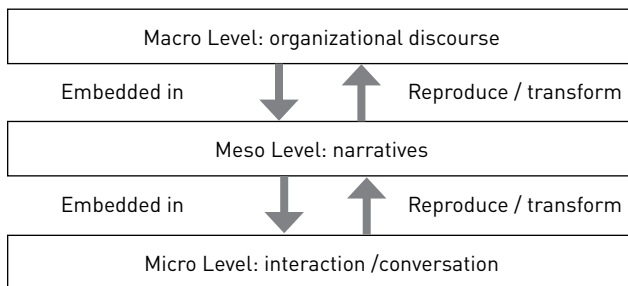 Macro Level: organizational discourse
Embedded in Reproduce / transform
Meso Level: narratives
Embedded in Reproduce / transform
Micro Level: interaction /conversation